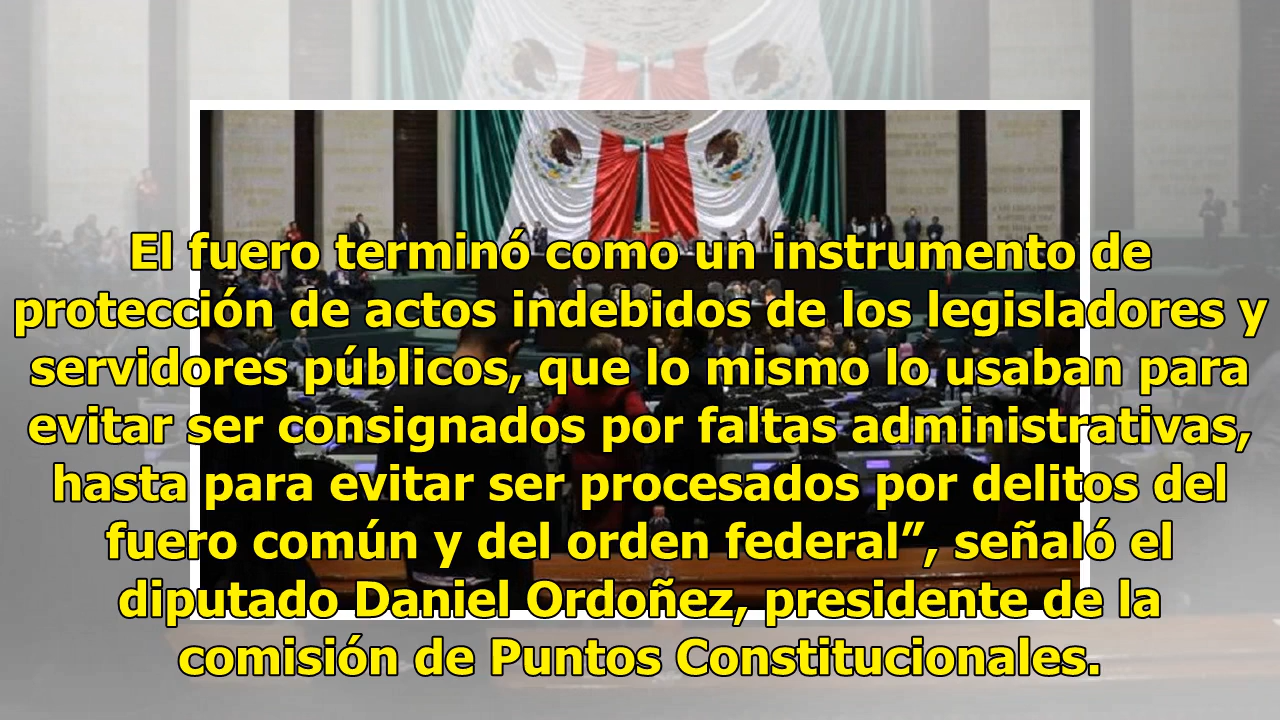 El fuero terminó como un instrumento de
protección de actos indebidos de los legisladores y
servidores públicos, que lo mismo lo usaban para
evitar ser consignados por faltas administrativas,
hasta para evitar ser procesados por delitos del
fuero común y del orden federal”, señaló el
diputado Daniel Ordoñez, presidente de la
comisión de Puntos Constitucionales.